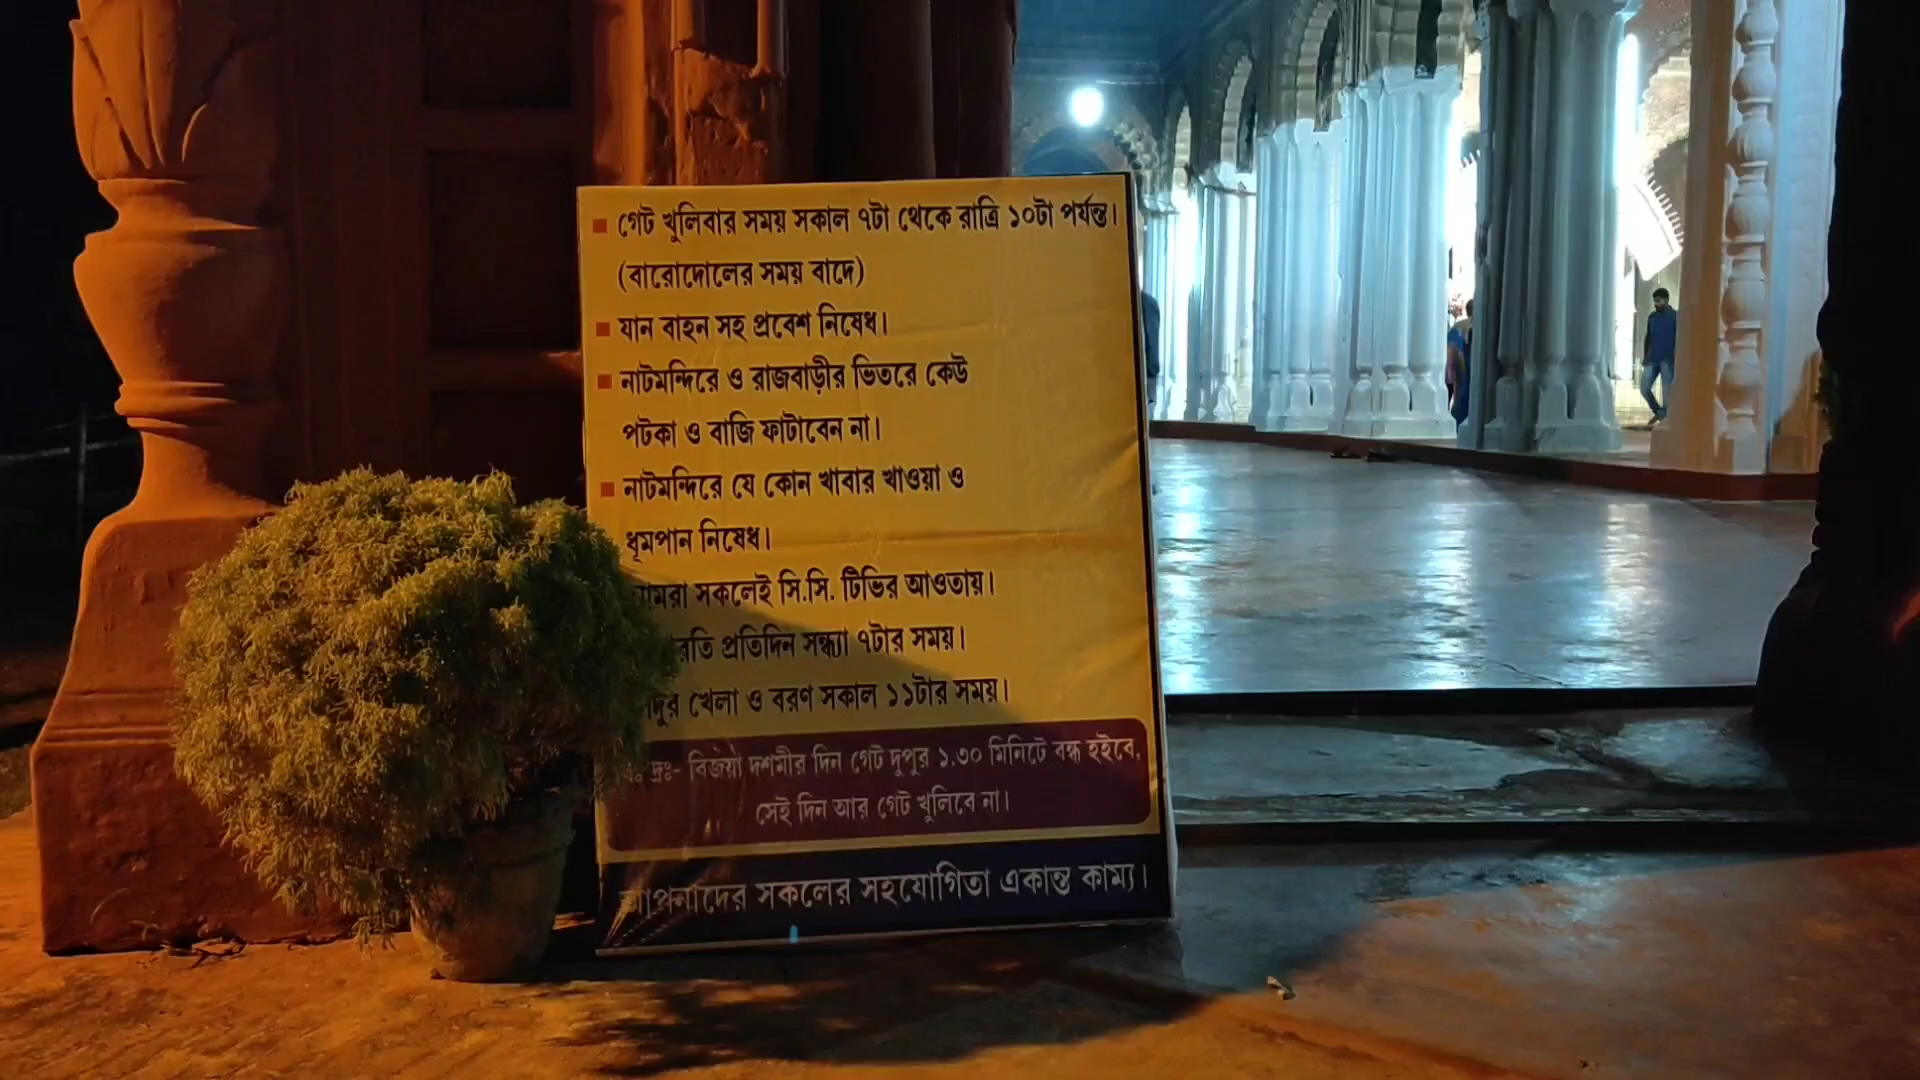 গেট খুলিবার সময় সকাল ৭টা থেকে রাত্রি ১০টা পর্যন্ত।
(বারোদোলের সময় বাদে)
যান বাহন সহ প্রবেশ নিষেধ।
নাটমন্দিরে ও রাজবাড়ীর ভিতরে কেউ
পটকা ও বাজি ফাটাবেন না।
নাটমন্দিরে যে কোন খাবার খাওয়া ও
ধূমপান নিষেধ।
সকলেই সি.সি. টিভির আওতায়।
প্রতিদিন সন্ধ্যা ৭টার সময়।
খেলা ও বরণ সকাল ১১টার সময়।
দ্রঃ- বিজয়া দশমীর দিন গেট দুপুর ১.৩০ মিনিটে বন্ধ হইবে,
সেই দিন আর গেট খুলিবে না।
আপনাদের সকলের সহযোগিতা একান্ত কাম্য।